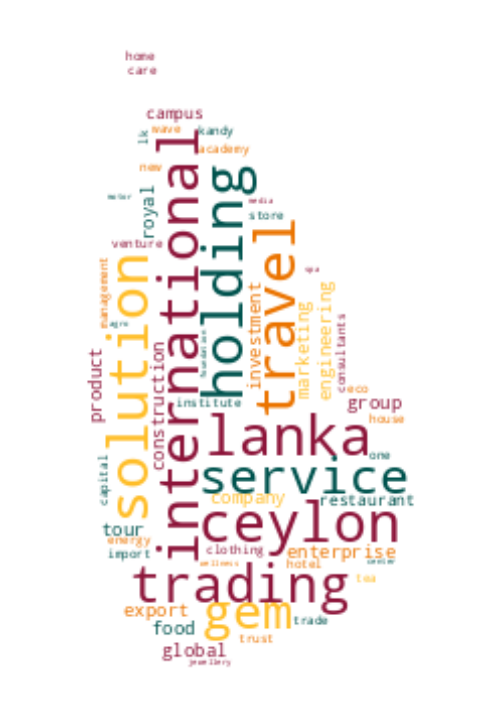 home
care
campus
lk
wave
kandy
academy
international
new
holding
royal
motor
media
store
travel
venture
spa
solution
management
investment
engineering
marketing
consultants
agro
foundation
construction
product
eco
institute
group
house
lanka
one
capital
service
company
restaurant
ceylon
tour
energy
import
clothing
enterprise
wellness
hotel
center
trading
tea
gem
export
food
trade
trust
global
jewellery